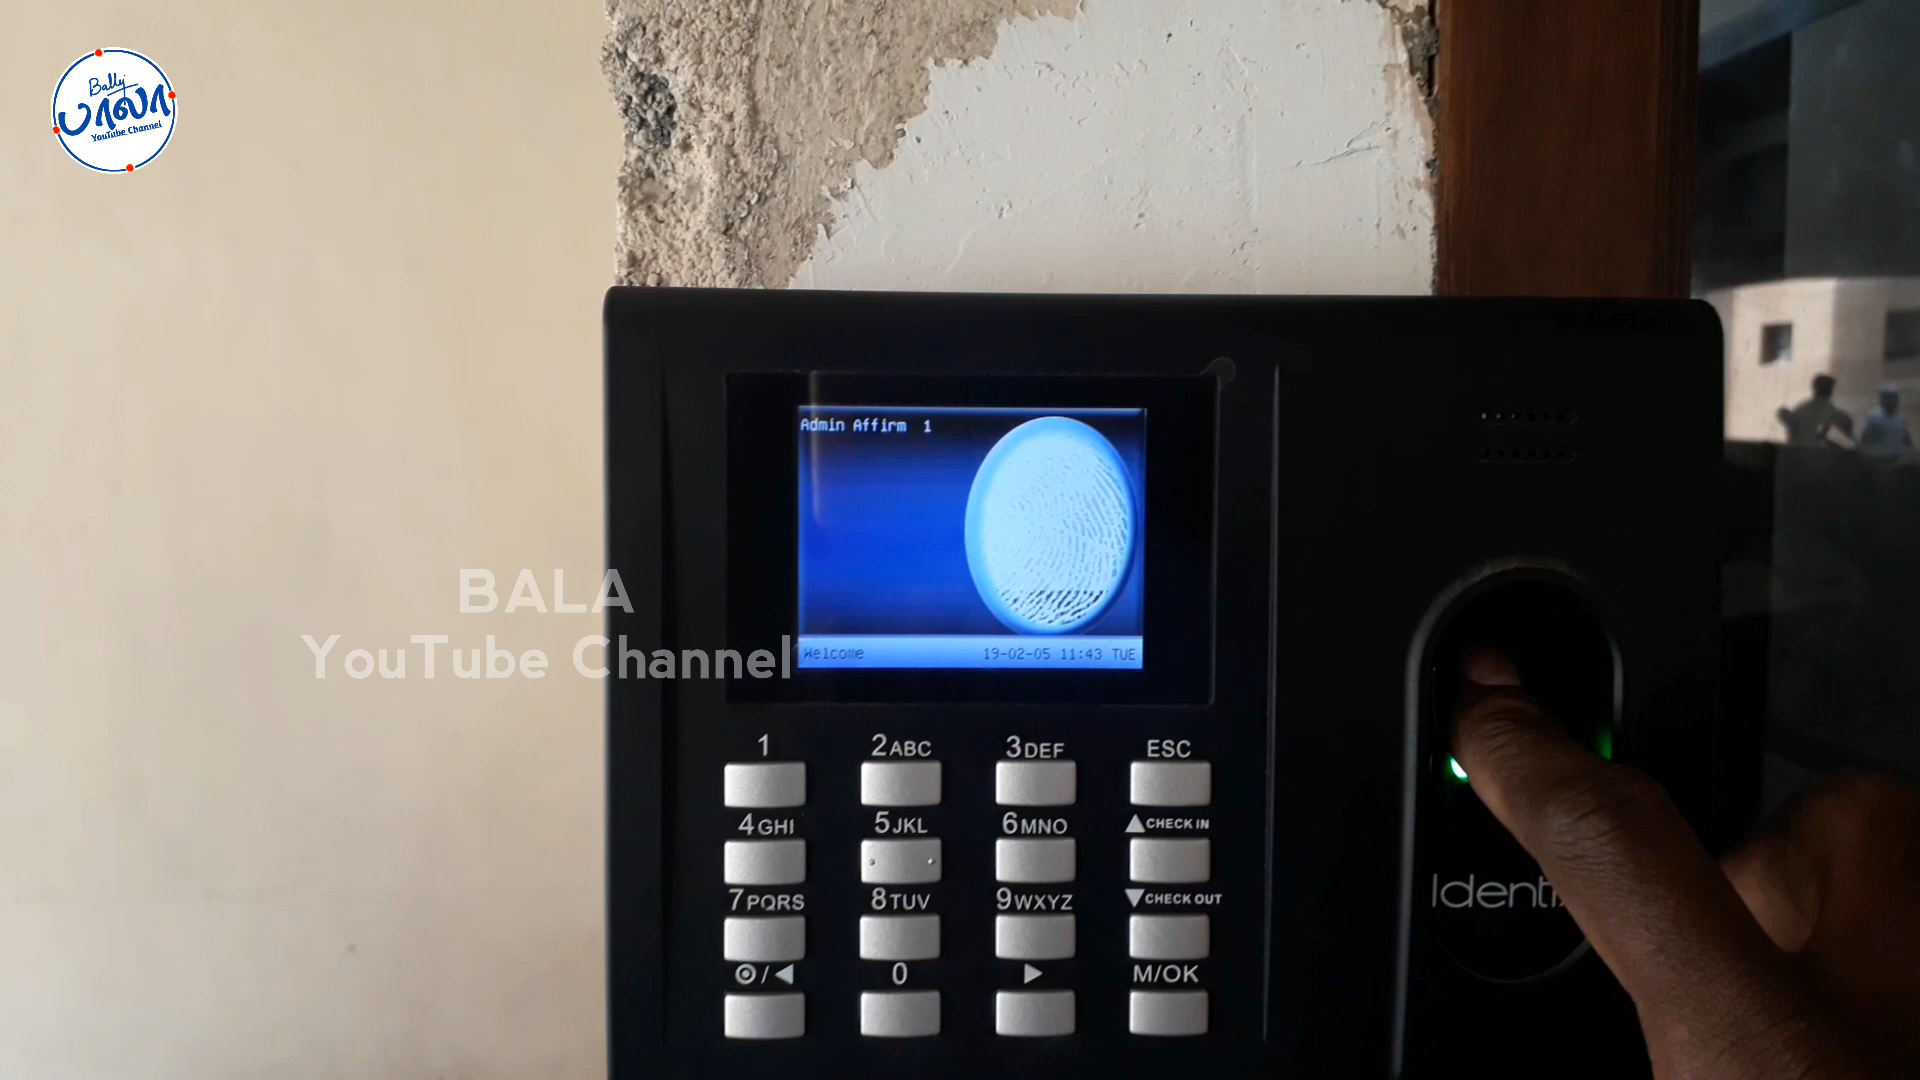 Bally
பாலா
YouTube Channel
Admin Affirm 1
Welcome 19-02-05 11:43 TUE
BALA
YouTube Channel
1 2ABC 3DEF ESC
4GHI 5JKL 6MNO ▲CHECK IN
7PQRS 8TUV 9WXYZ ▼CHECK OUT
◎/◀ 0 ▶ M/OK